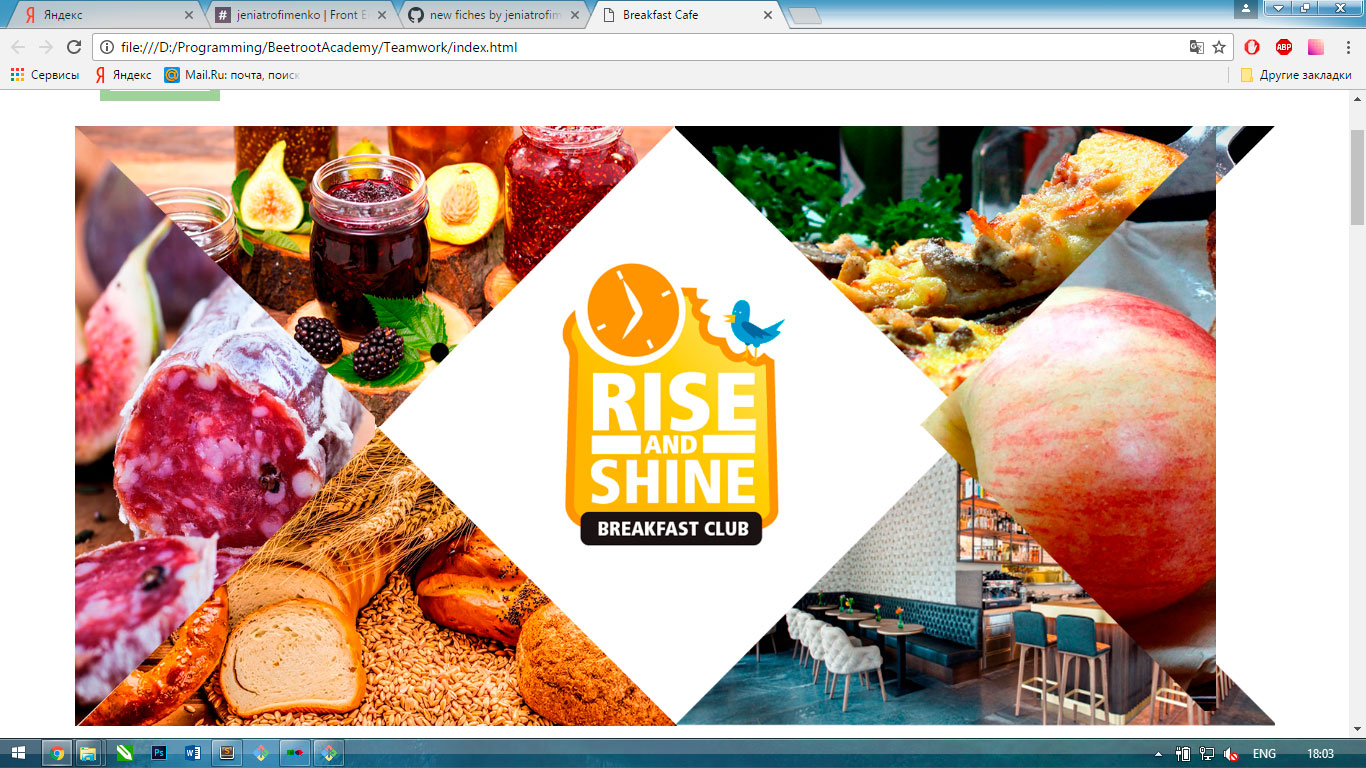 Яндекс
jeniatrofimenko | Front E
new fiches by jeniatrofim
Breakfast Cafe
file:///D:/Programming/BeetrootAcademy/Teamwork/index.html
ABP
Сервисы
Яндекс
Mail.Ru: почта, поиск
Другие закладки
RISE
AND
SHINE
BREAKFAST CLUB
ENG
18:03